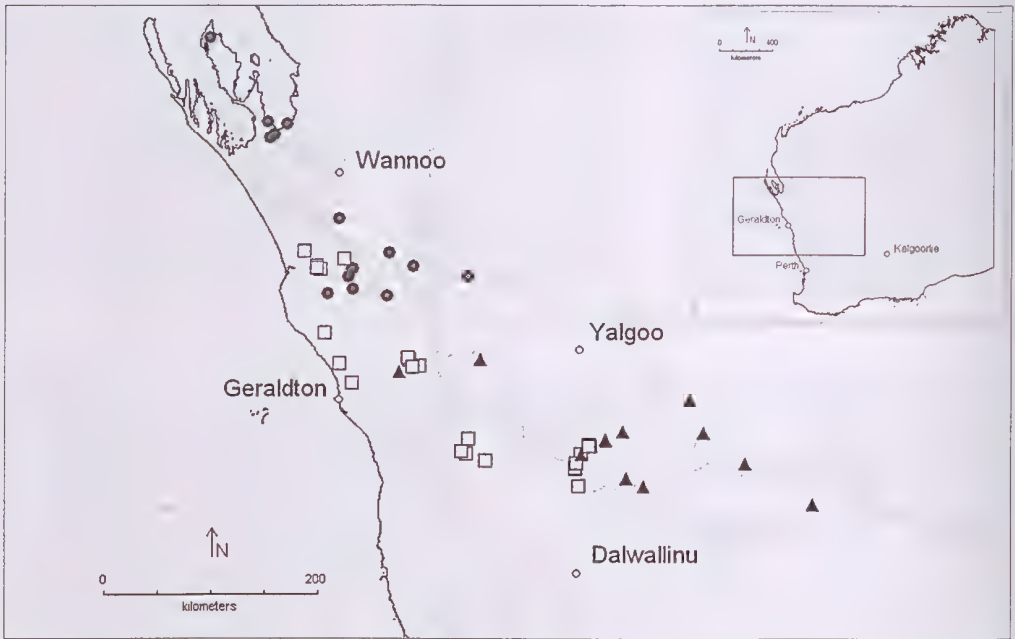 N
0 400
kilometers
Wannoo
Geraldton
Kalgoorlie
Perth
Yalgoo
Geraldton
N
Dalwallinu
0 200
kilometers